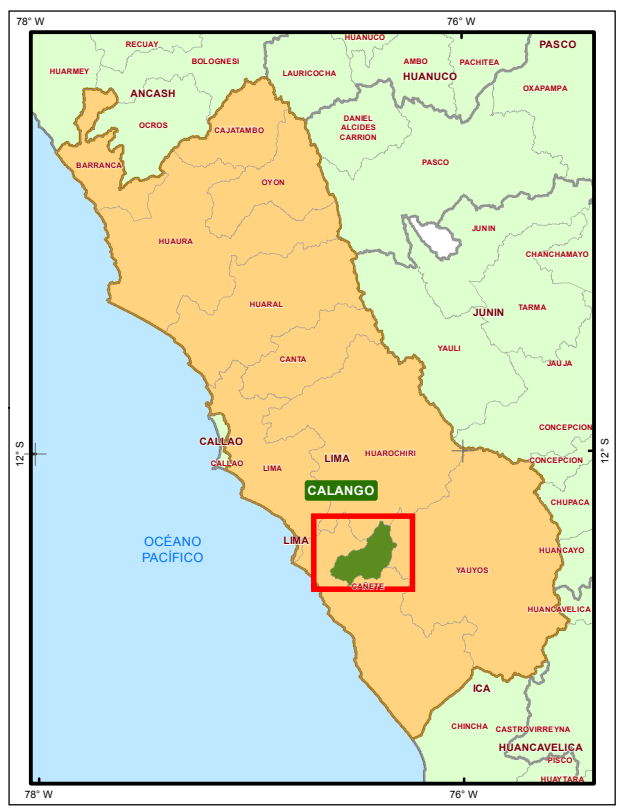 78° W
76° W
HUANUCO
RECUAY
PASCO
BOLOGNESI
AMBO
PACHITEA
HUARMEY
LAURICOCHA
HUANUCO
OXAPAMPA
ANCASH
DANIEL
ALCIDES
CARRION
OCROS
CAJATAMBO
BARRANCA
PASCO
OYON
JUNIN
HUAURA
CHANCHAMAYO
HUARAL
TARMA
JUNIN
YAULI
CANTA
JAUJA
CONCEPCION
CALLAO
12° S
LIMA
HUAROCHIRI
12° S
CALLAO
LIMA
CONCEPCION
CALANGO
CHUPACA
LIMA
OCÉANO
PACÍFICO
HUANCAYO
YAUYOS
CAÑETE
HUANCAVELICA
ICA
CHINCHA
CASTROVIRREYNA
HUANCAVELICA
PISCO
HUAYTARA
78° W
76° W